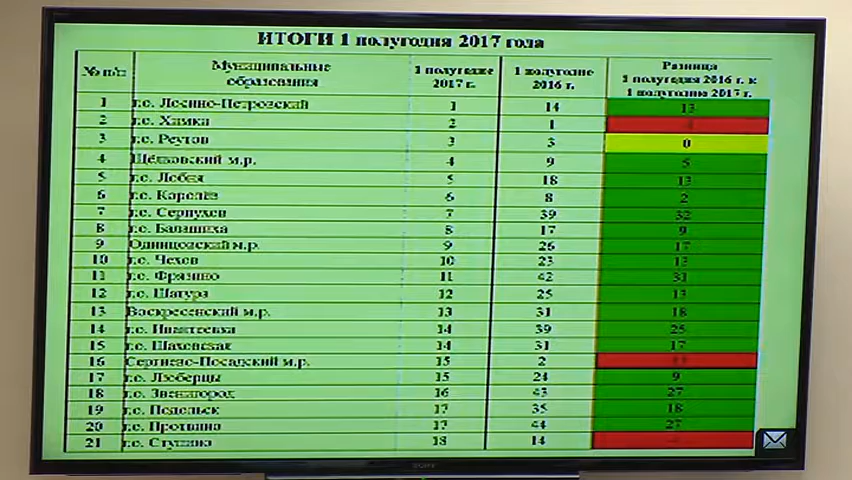 ИТОГИ 1 полугодия 2017 года
№ п/п Муниципальные образования 1 полугодие 2017 г. 1 полугодие 2016 г. Разница 1 полугодия 2016 г. к 1 полугодию 2017 г.
1 г.о. Лосино-Петровский 1 14 13
2 г.о. Химки 2 1
3 г.о. Реутов 3 3 0
4 Щёлковский м.р. 4 9 5
5 г.о. Лобня 5 18 13
6 г.о. Королёв 6 8 2
7 г.о. Серпухов 7 39 32
8 г.о. Балашиха 8 17 9
9 Одинцовский м.р. 9 26 17
10 г.о. Чехов 10 23 13
11 г.о. Фрязино 11 42 31
12 г.о. Шатура 12 25 13
13 Воскресенский м.р. 13 31 18
14 г.о. Ивантеевка 14 39 25
15 г.о. Шаховская 14 31 17
16 Сергиево-Посадский м.р. 15 2
17 г.о. Люберцы 15 24 9
18 г.о. Звенигород 16 43 27
19 г.о. Подольск 17 35 18
20 г.о. Протвино 17 44 27
21 г.о. Ступино 18 14
SONY